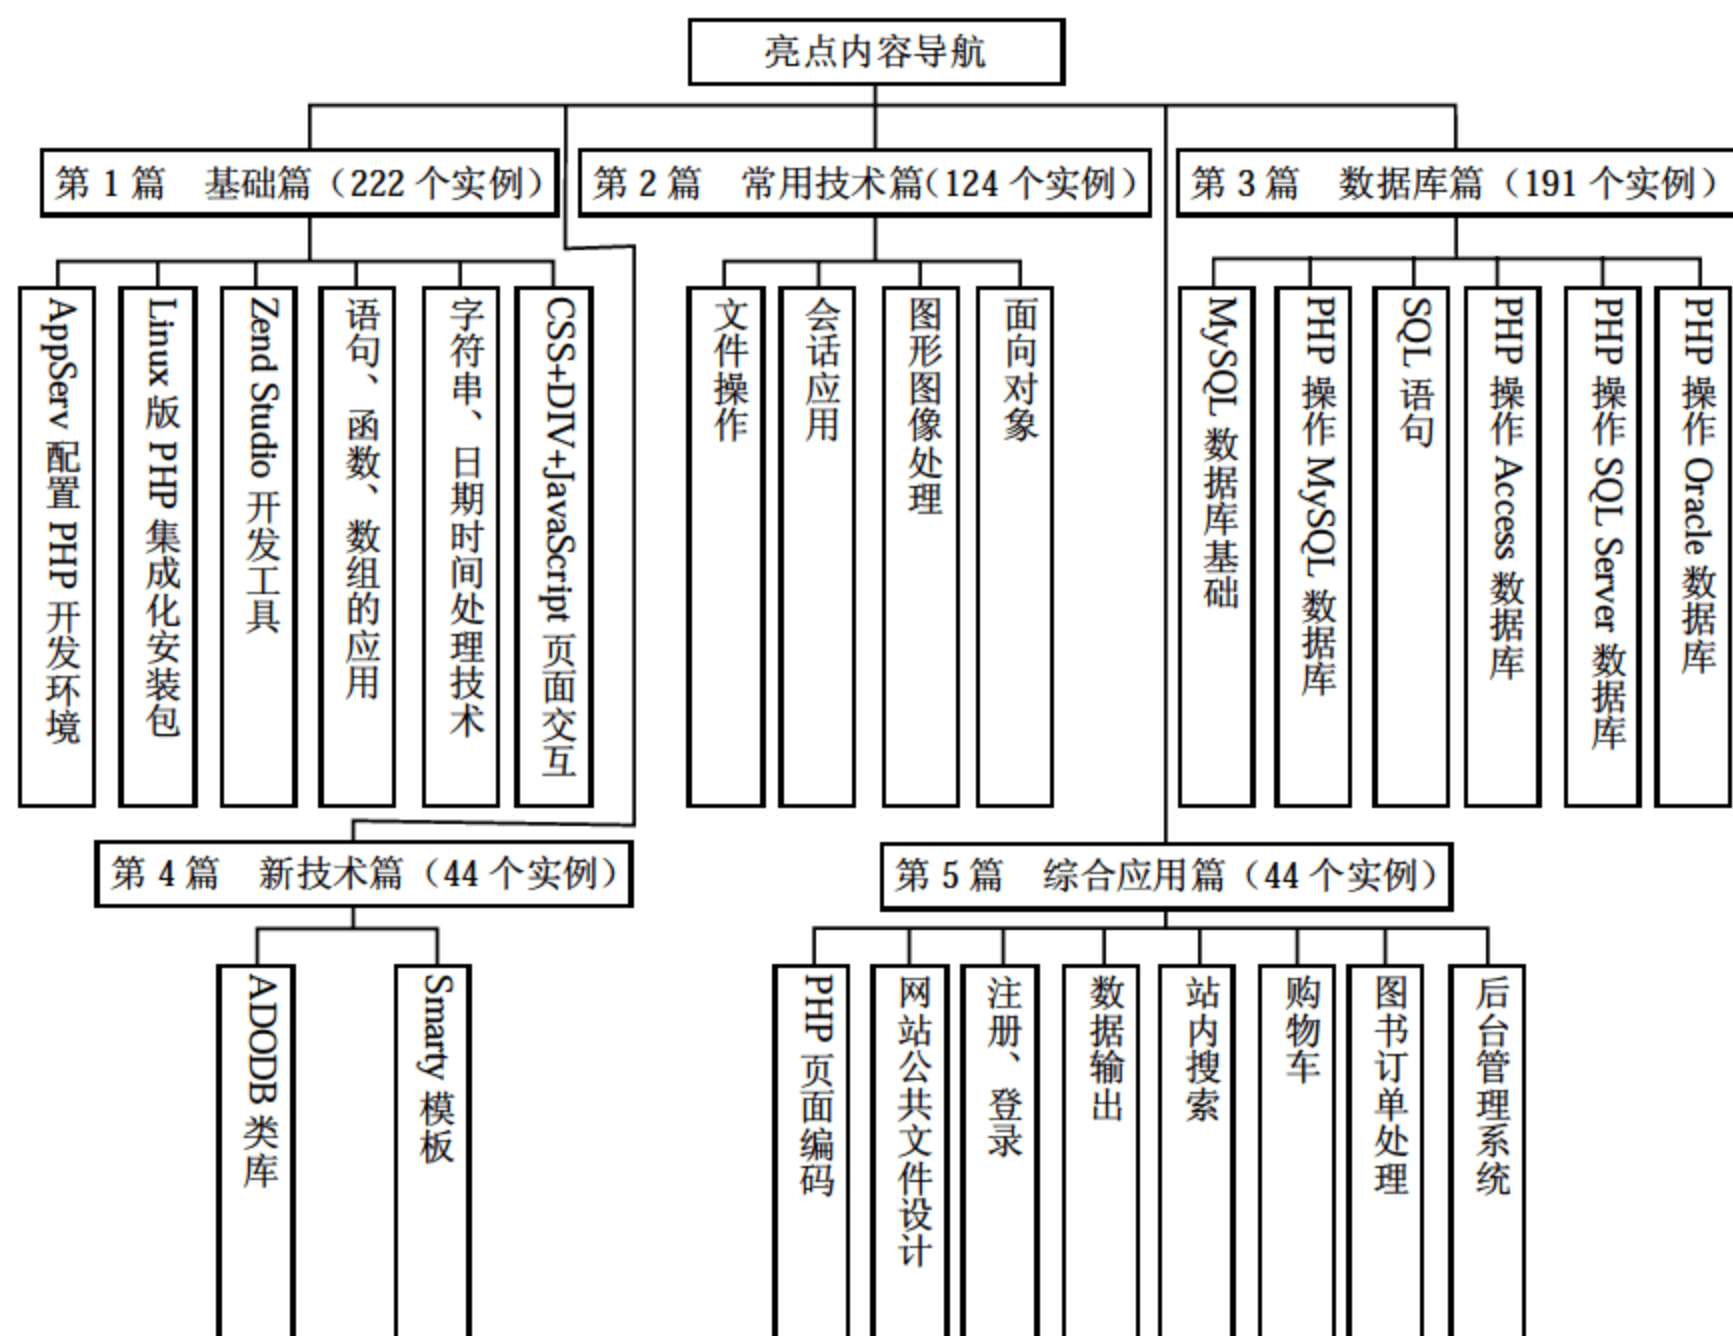 亮点内容导航
第 1 篇　基础篇（222 个实例）
第 2 篇　常用技术篇（124 个实例）
第 3 篇　数据库篇（191 个实例）
AppServ 配置 PHP 开发环境
Linux 版 PHP 集成化安装包
Zend Studio 开发工具
语句、函数、数组的应用
字符串、日期时间处理技术
CSS+DIV+JavaScript 页面交互
文件操作
会话应用
图形图像处理
面向对象
MySQL 数据库基础
PHP 操作 MySQL 数据库
SQL 语句
PHP 操作 Access 数据库
PHP 操作 SQL Server 数据库
PHP 操作 Oracle 数据库
第 4 篇　新技术篇（44 个实例）
第 5 篇　综合应用篇（44 个实例）
ADODB 类库
Smarty 模板
PHP 页面编码
网站公共文件设计
注册、登录
数据输出
站内搜索
购物车
图书订单处理
后台管理系统